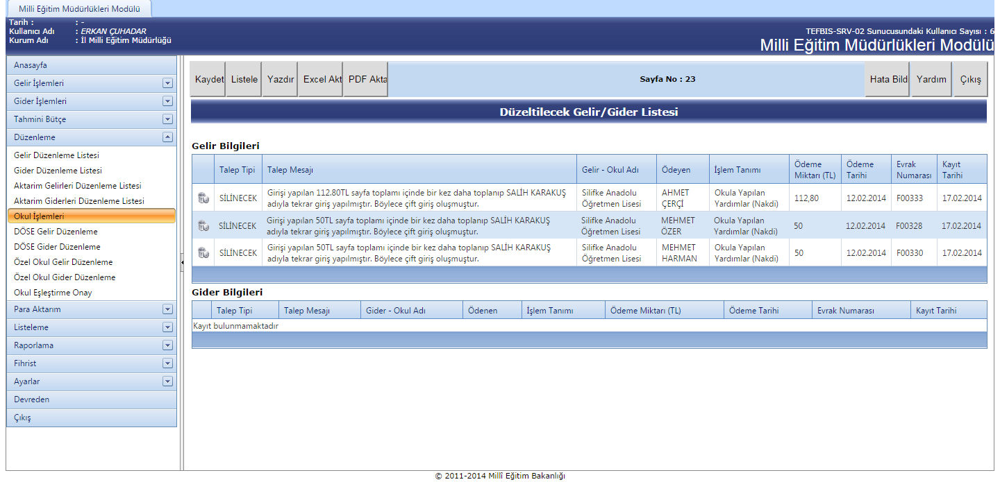 Milli Eğitim Müdürlükleri Modülü
Tarih : : -
Kullanıcı Adı : ERKAN ÇUHADAR
Kurum Adı : İl Milli Eğitim Müdürlüğü
TEFBIS-SRV-02 Sunucusundaki Kullanici Sayısı : 6
Milli Eğitim Müdürlükleri Modülü
Anasayfa
Gelir İşlemleri
Gider İşlemleri
Tahmini Bütçe
Düzenleme
Gelir Düzenleme Listesi
Gider Düzenleme Listesi
Aktarim Gelirleri Düzenleme Listesi
Aktarim Giderleri Düzenleme Listesi
Okul İşlemleri
DÖSE Gelir Düzenleme
DÖSE Gider Düzenleme
Özel Okul Gelir Düzenleme
Özel Okul Gider Düzenleme
Okul Eşleştirme Onay
Para Aktarım
Listeleme
Raporlama
Fihrist
Ayarlar
Devreden
Çıkış
Kaydet Listele Yazdır Excel Akt PDF Akta Sayfa No : 23 Hata Bild Yardım Çıkış
Düzeltilecek Gelir/Gider Listesi
Gelir Bilgileri
Talep Tipi Talep Mesajı Gelir - Okul Adı Ödeyen İşlem Tanımı Ödeme Miktarı (TL) Ödeme Tarihi Evrak Numarası Kayıt Tarihi
SİLİNECEK Girişi yapılan 112.80TL sayfa toplamı içinde bir kez daha toplanıp SALİH KARAKUŞ adıyla tekrar giriş yapılmıştır. Böylece çift giriş oluşmuştur. Silifke Anadolu Öğretmen Lisesi AHMET ÇERÇİ Okula Yapılan Yardımlar (Nakdi) 112,80 12.02.2014 F00333 17.02.2014
SİLİNECEK Girişi yapılan 50TL sayfa toplamı içinde bir kez daha toplanıp SALİH KARAKUŞ adıyla tekrar giriş yapılmıştır. Böylece çift giriş oluşmuştur. Silifke Anadolu Öğretmen Lisesi MEHMET ÖZER Okula Yapılan Yardımlar (Nakdi) 50 12.02.2014 F00328 17.02.2014
SİLİNECEK Girişi yapılan 50TL sayfa toplamı içinde bir kez daha toplanıp SALİH KARAKUŞ adıyla tekrar giriş yapılmıştır. Böylece çift giriş oluşmuştur. Silifke Anadolu Öğretmen Lisesi MEHMET HARMAN Okula Yapılan Yardımlar (Nakdi) 50 12.02.2014 F00330 17.02.2014
Gider Bilgileri
Talep Tipi Talep Mesajı Gider - Okul Adı Ödenen İşlem Tanımı Ödeme Miktarı (TL) Ödeme Tarihi Evrak Numarası Kayıt Tarihi
Kayıt bulunmamaktadır
© 2011-2014 Millî Eğitim Bakanlığı